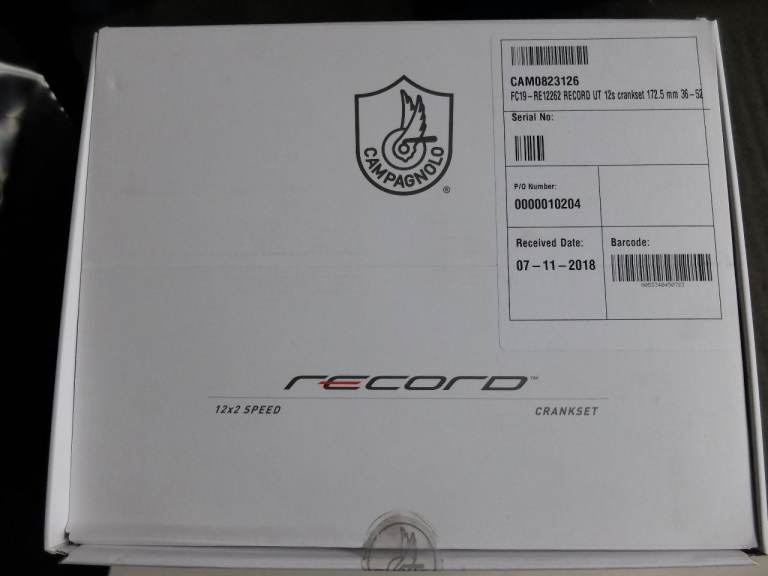 CAM0823126
FC19-RE12262 RECORD UT 12s crankset 172.5 mm 36-52
Serial No:
P/O Number:
0000010204
Received Date:
07-11-2018
Barcode:
CAMPAGNOLO
®
RECORD™
12x2 SPEED
CRANKSET